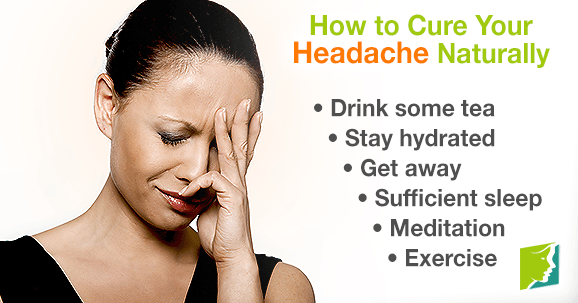 How to Cure Your
Headache Naturally
• Drink some tea
• Stay hydrated
• Get away
• Sufficient sleep
• Meditation
• Exercise